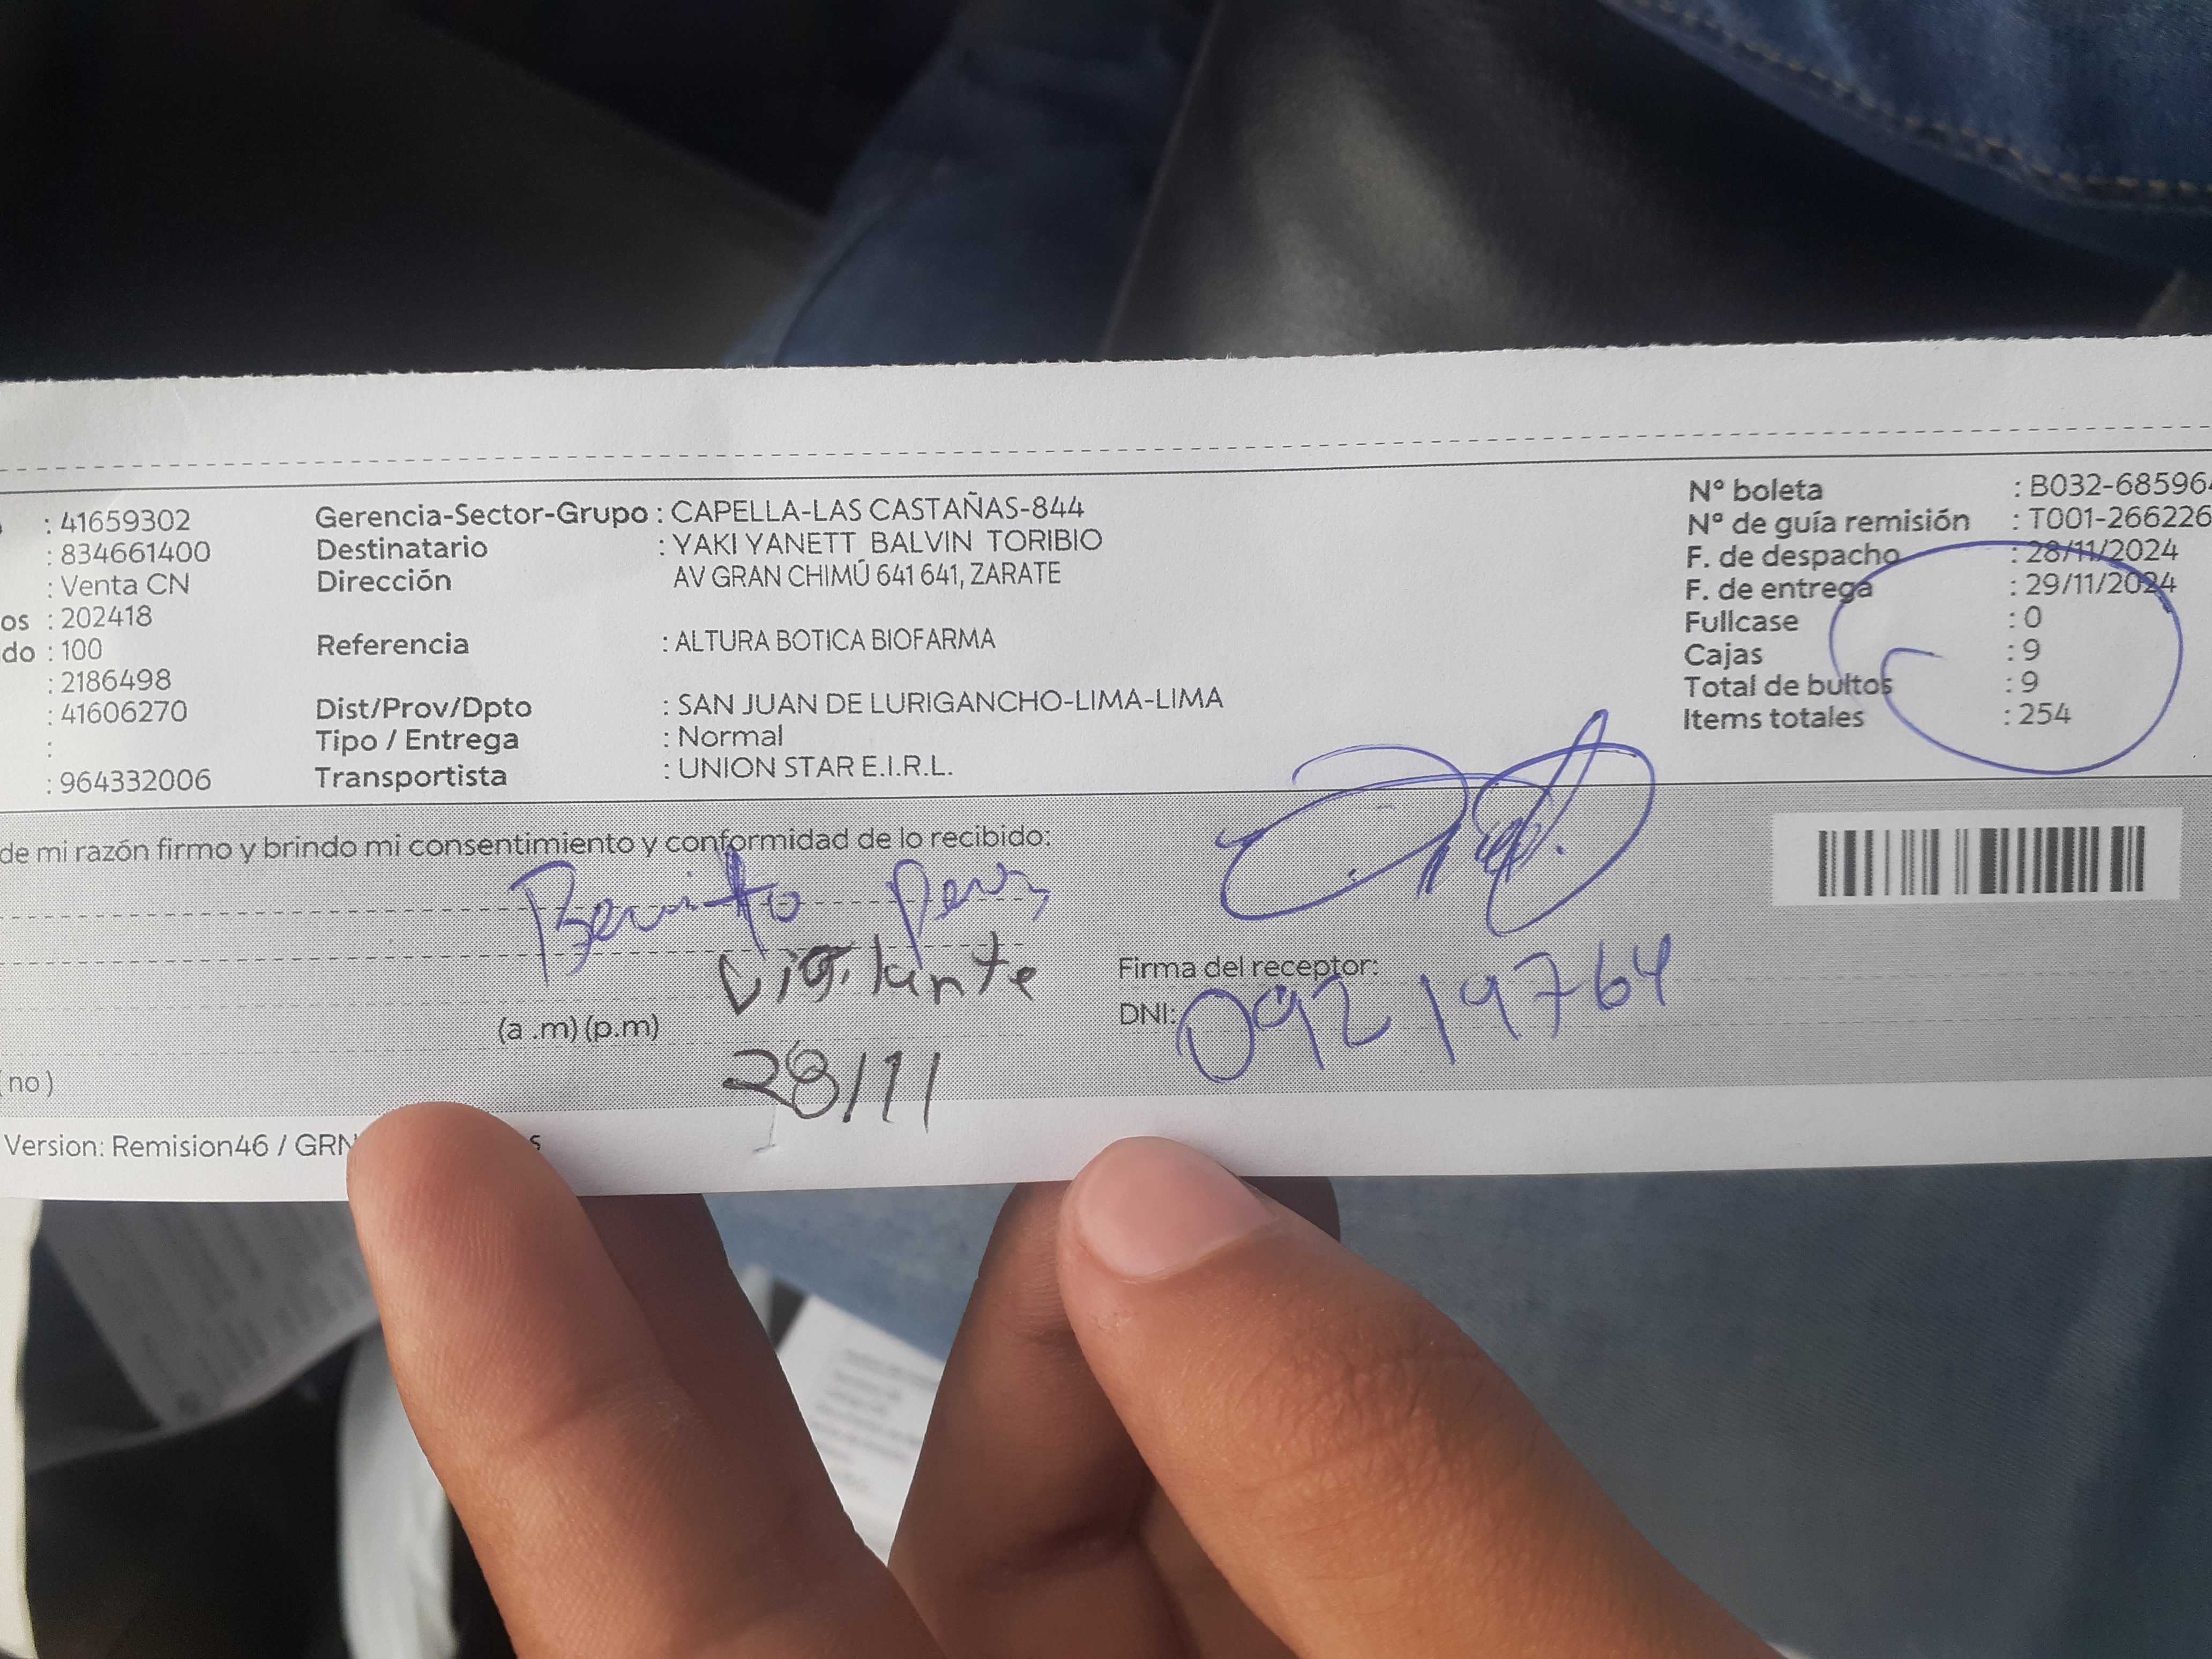 : 41659302
: 834661400
: Venta CN
os : 202418
do : 100
: 2186498
: 41606270
:
: 964332006
Gerencia-Sector-Grupo : CAPELLA-LAS CASTAÑAS-844
Destinatario : YAKI YANETT BALVIN TORIBIO
Dirección AV GRAN CHIMÚ 641 641, ZARATE
Referencia : ALTURA BOTICA BIOFARMA
Dist/Prov/Dpto : SAN JUAN DE LURIGANCHO-LIMA-LIMA
Tipo / Entrega : Normal
Transportista : UNION STAR E.I.R.L.
Nº boleta : B032-68596
Nº de guía remisión : T001-266226
F. de despacho : 28/11/2024
F. de entrega : 29/11/2024
Fullcase : 0
Cajas : 9
Total de bultos : 9
Items totales : 254
de mi razón firmo y brindo mi consentimiento y conformidad de lo recibido:
Benito Perez
Vigilante
Firma del receptor:
(a .m) (p.m)
DNI: 09219764
28/11
(no)
Version: Remision46 / GRN